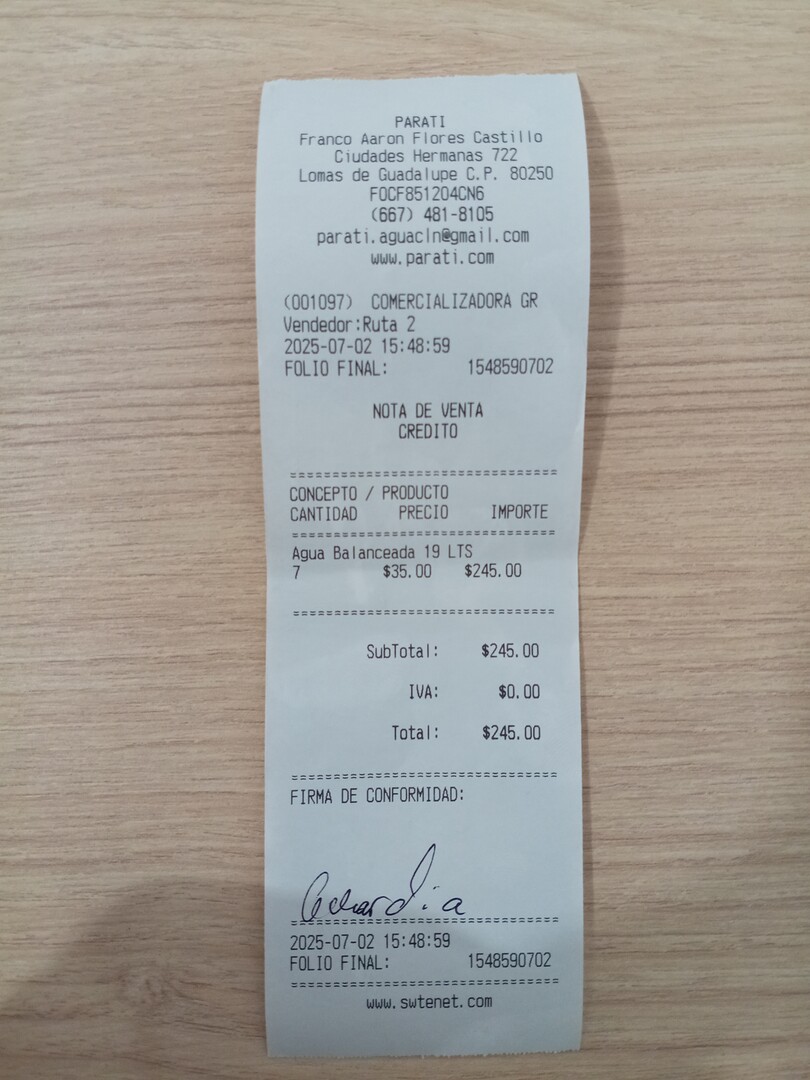 PARATI
Franco Aaron Flores Castillo
Ciudades Hermanas 722
Lomas de Guadalupe C.P. 80250
FOCF851204CN6
(667) 481-8105
parati.aguacln@gmail.com
www.parati.com
(001097) COMERCIALIZADORA GR
Vendedor:Ruta 2
2025-07-02 15:48:59
FOLIO FINAL: 1548590702
NOTA DE VENTA
CREDITO
================================
CONCEPTO / PRODUCTO
CANTIDAD PRECIO IMPORTE
================================
Agua Balanceada 19 LTS
7 $35.00 $245.00
================================
SubTotal: $245.00
IVA: $0.00
Total: $245.00
================================
FIRMA DE CONFORMIDAD:
================================
2025-07-02 15:48:59
FOLIO FINAL: 1548590702
================================
www.swtenet.com